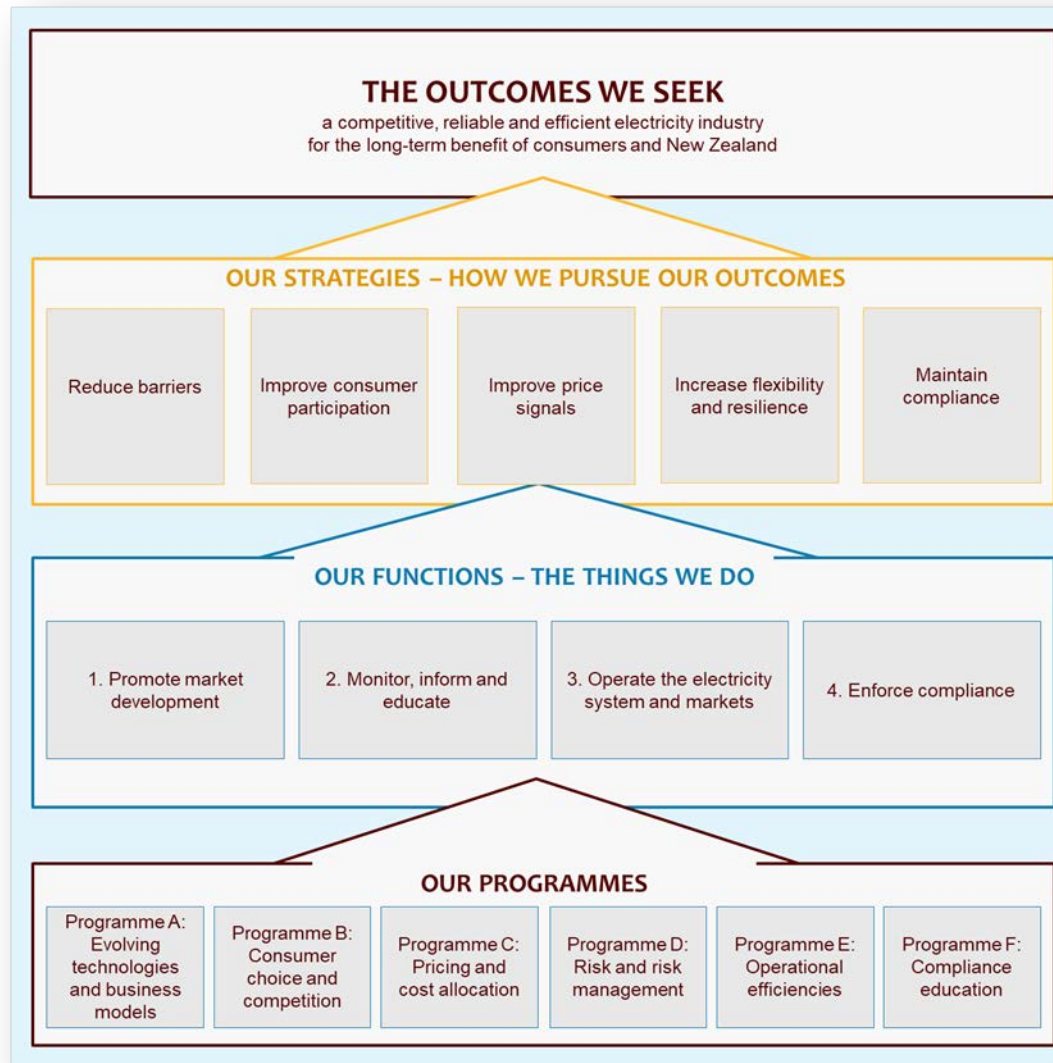 THE OUTCOMES WE SEEK
a competitive, reliable and efficient electricity industry
for the long-term benefit of consumers and New Zealand
OUR STRATEGIES – HOW WE PURSUE OUR OUTCOMES
Reduce barriers
Improve consumer
participation
Improve price
signals
Increase flexibility
and resilience
Maintain
compliance
OUR FUNCTIONS – THE THINGS WE DO
1. Promote market
development
2. Monitor, inform and
educate
3. Operate the electricity
system and markets
4. Enforce compliance
OUR PROGRAMMES
Programme A:
Evolving
technologies
and business
models
Programme B:
Consumer
choice and
competition
Programme C:
Pricing and
cost allocation
Programme D:
Risk and risk
management
Programme E:
Operational
efficiencies
Programme F:
Compliance
education